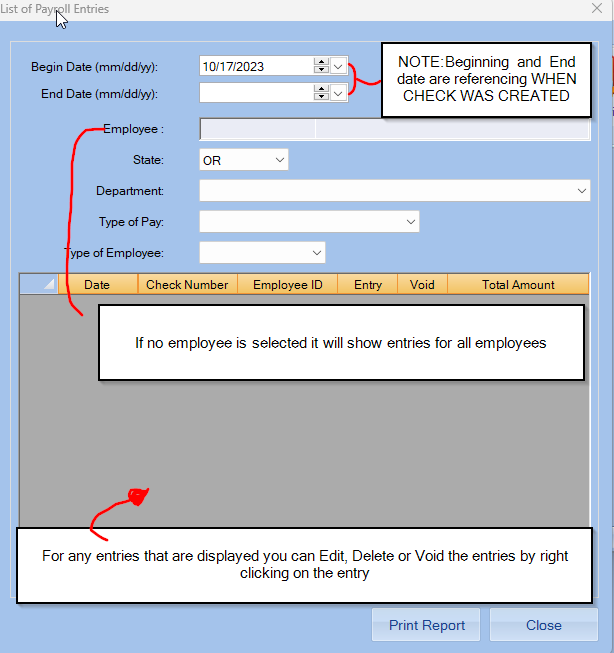 List of Payroll Entries
Begin Date (mm/dd/yy):
10/17/2023
End Date (mm/dd/yy):
NOTE:Beginning and End
date are referencing WHEN
CHECK WAS CREATED
Employee :
State:
OR
Department:
Type of Pay:
Type of Employee:
Date Check Number Employee ID Entry Void Total Amount
If no employee is selected it will show entries for all employees
For any entries that are displayed you can Edit, Delete or Void the entries by right
clicking on the entry
Print Report Close